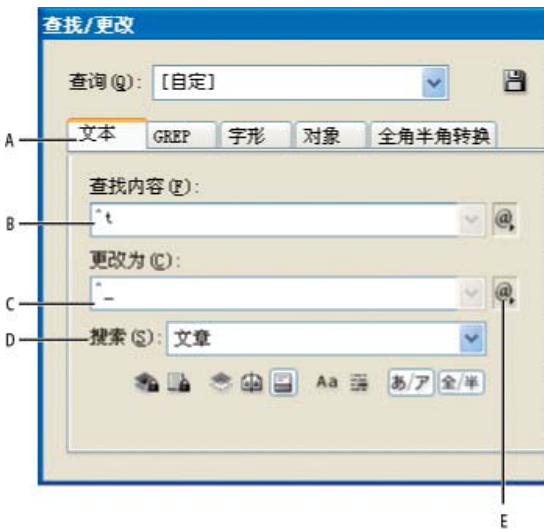 查找/更改
查询(Q): [自定]
A 文本 GREP 字形 对象 全角半角转换
查找内容(F):
B ^t @
更改为(C):
C ^_ @
D 搜索(S): 文章
Aa あ/ア 全/半
E